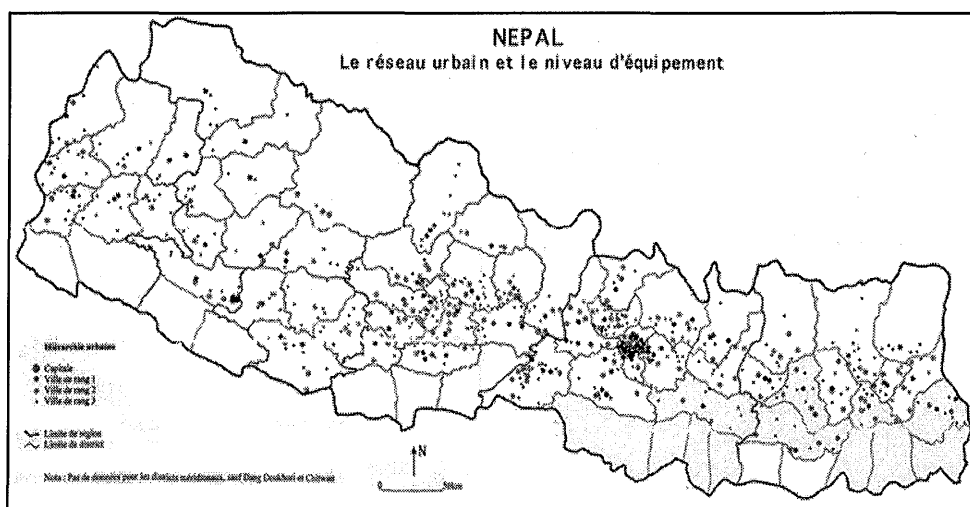 NEPAL
Le réseau urbain et le niveau d'équipement
Hiérarchie urbaine
Capitale
Ville de rang 1
Ville de rang 2
Ville de rang 3
Limite de région
Limite de district
N
Nota : Pas de données pour les districts méridionaux, sauf Dang Deukhuri et Chitwan
0 50km